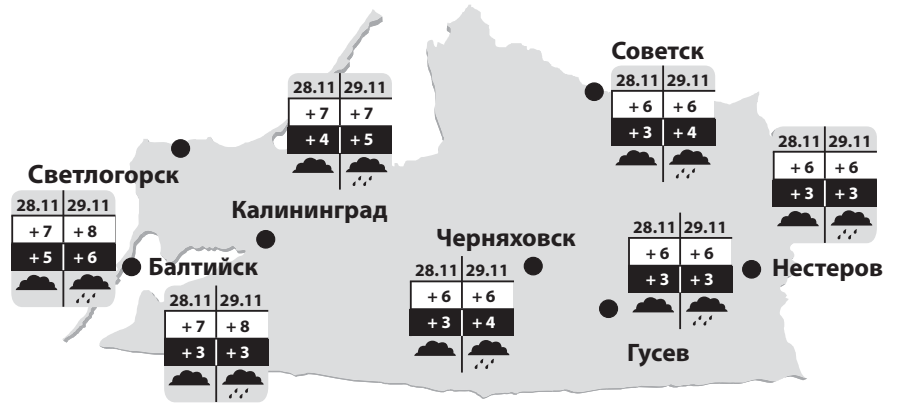 Советск
28.11 29.11
+ 6 + 6
+ 3 + 4
28.11 29.11
+ 7 + 7
+ 4 + 5
Калининград
Светлогорск
28.11 29.11
+ 7 + 8
+ 5 + 6
Балтийск
28.11 29.11
+ 7 + 8
+ 3 + 3
Черняховск
28.11 29.11
+ 6 + 6
+ 3 + 4
28.11 29.11
+ 6 + 6
+ 3 + 3
Гусев
28.11 29.11
+ 6 + 6
+ 3 + 3
Нестеров